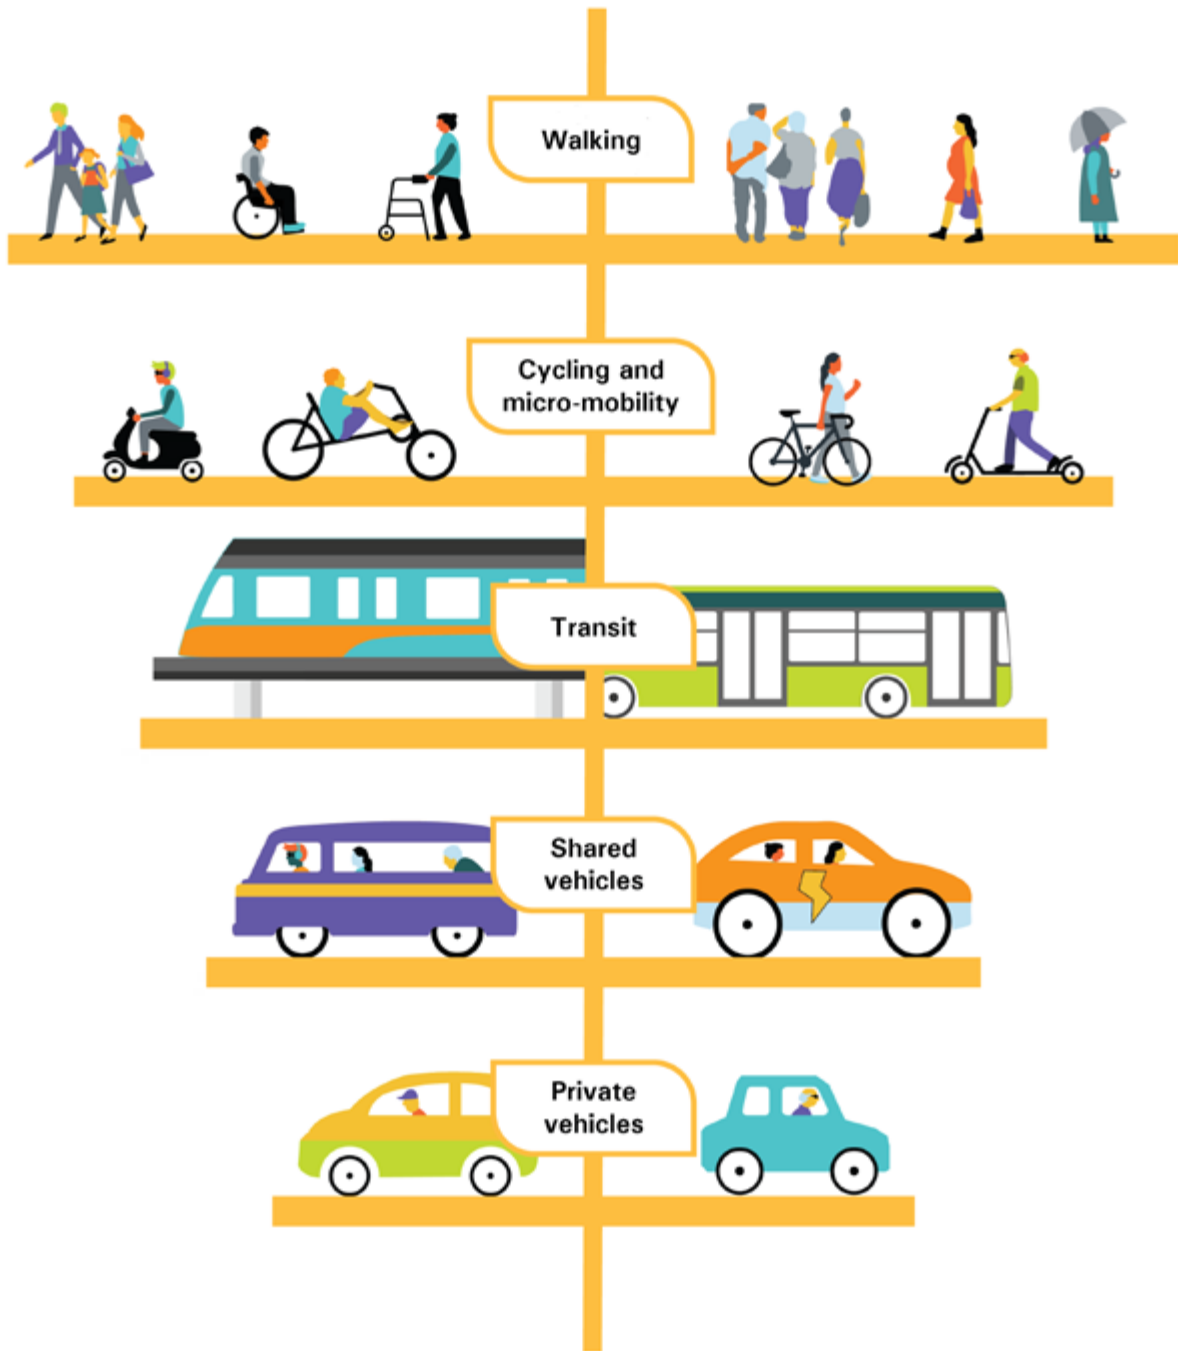 Walking
Cycling and
micro-mobility
Transit
Shared
vehicles
Private
vehicles